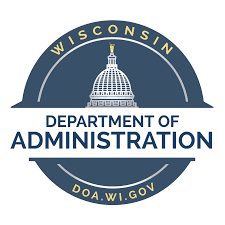 WISCONSIN
DEPARTMENT OF
ADMINISTRATION
DOA.WI.GOV